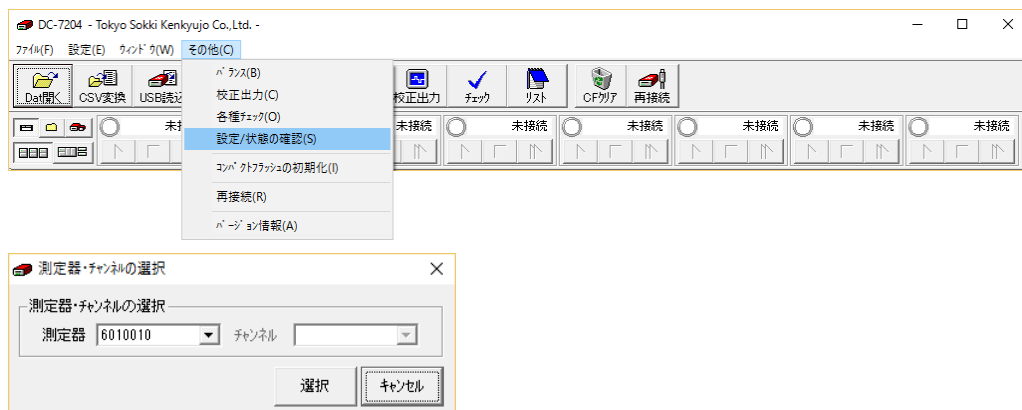 DC-7204 - Tokyo Sokki Kenkyujo Co.,Ltd. -
ﾌｧｲﾙ(F) 設定(E) ｳｨﾝﾄﾞｳ(W) その他(C)
Dat開く CSV変換 USB読込 校正出力 ﾁｪｯｸ ﾘｽﾄ CFｸﾘｱ 再接続
ﾊﾞﾗﾝｽ(B)
校正出力(C)
各種ﾁｪｯｸ(O)
設定/状態の確認(S)
ｺﾝﾊﾟｸﾄﾌﾗｯｼｭの初期化(I)
再接続(R)
ﾊﾞｰｼﾞｮﾝ情報(A)
未接続 未接続 未接続 未接続 未接続 未接続
測定器･ﾁｬﾝﾈﾙの選択
測定器･ﾁｬﾝﾈﾙの選択
測定器 6010010 ﾁｬﾝﾈﾙ
選択 ｷｬﾝｾﾙ